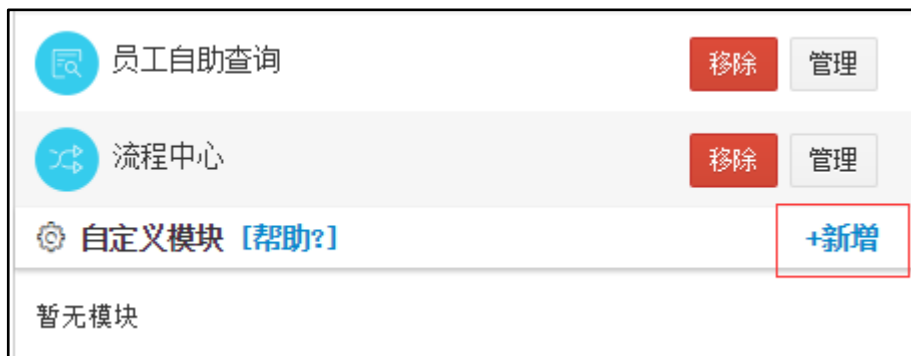 员工自助查询 移除 管理
流程中心 移除 管理
自定义模块 [帮助?] +新增
暂无模块